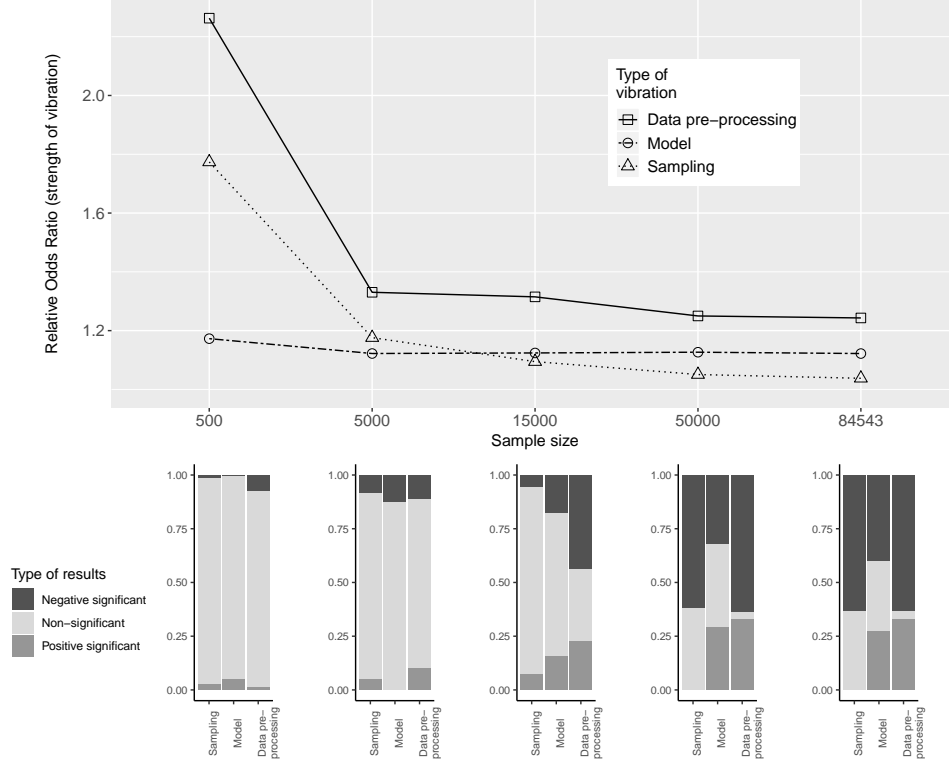 Relative Odds Ratio (strength of vibration)
2.0
1.6
1.2
Type of
vibration
Data pre−processing
Model
Sampling
500
5000
15000
50000
84543
Sample size
Type of results
Negative significant
Non−significant
Positive significant
1.00
0.75
0.50
0.25
0.00
Sampling
Model
Data pre−
processing
1.00
0.75
0.50
0.25
0.00
Sampling
Model
Data pre−
processing
1.00
0.75
0.50
0.25
0.00
Sampling
Model
Data pre−
processing
1.00
0.75
0.50
0.25
0.00
Sampling
Model
Data pre−
processing
1.00
0.75
0.50
0.25
0.00
Sampling
Model
Data pre−
processing